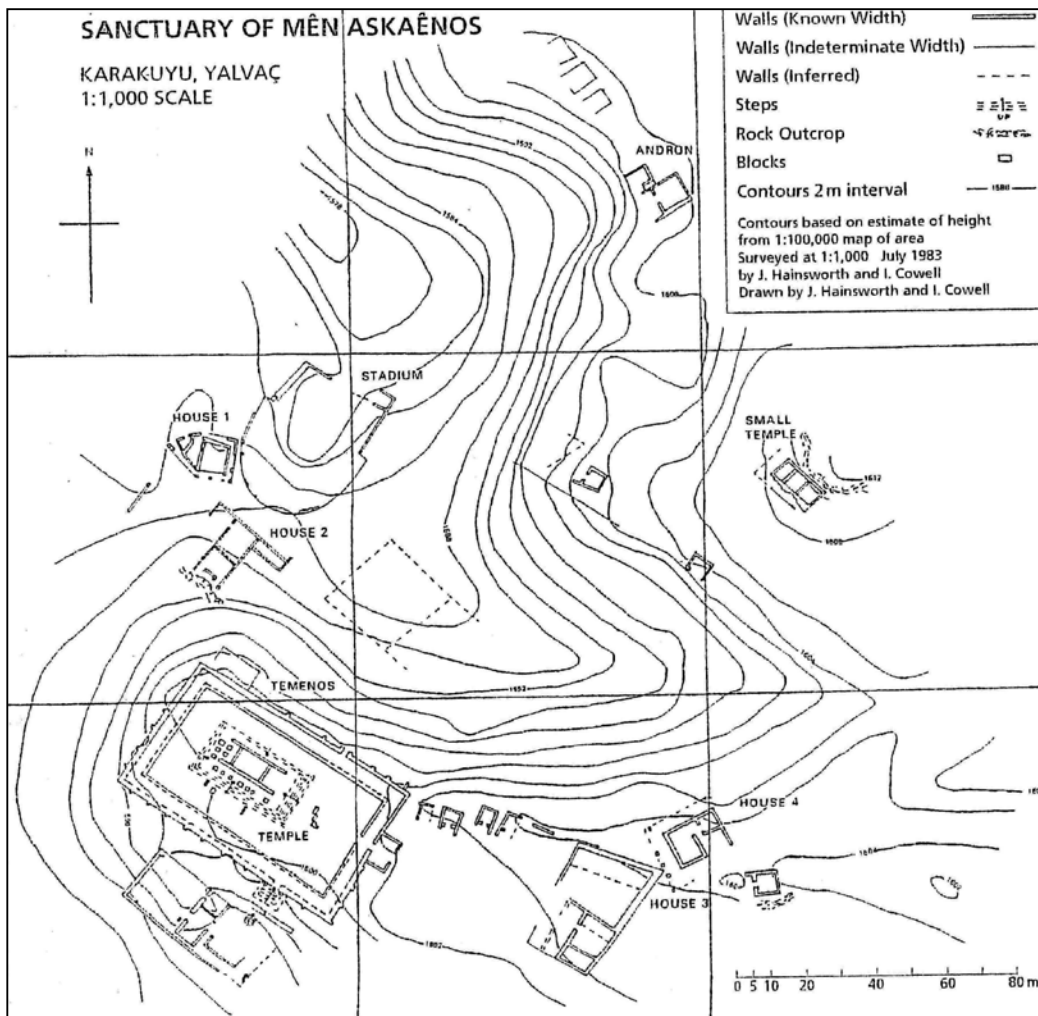 SANCTUARY OF MÊN ASKAÊNOS
KARAKUYU, YALVAÇ
1:1,000 SCALE
N
Walls (Known Width)
Walls (Indeterminate Width)
Walls (Inferred)
Steps
UP
Rock Outcrop
Blocks
Contours 2 m interval
Contours based on estimate of height
from 1:100,000 map of area
Surveyed at 1:1,000 July 1983
by J. Hainsworth and I. Cowell
Drawn by J. Hainsworth and I. Cowell
ANDRON
STADIUM
HOUSE 1
SMALL
TEMPLE
1612
HOUSE 2
1604
TEMENOS
TEMPLE
HOUSE 4
1604
HOUSE 3
0 5 10 20 40 60 80 m